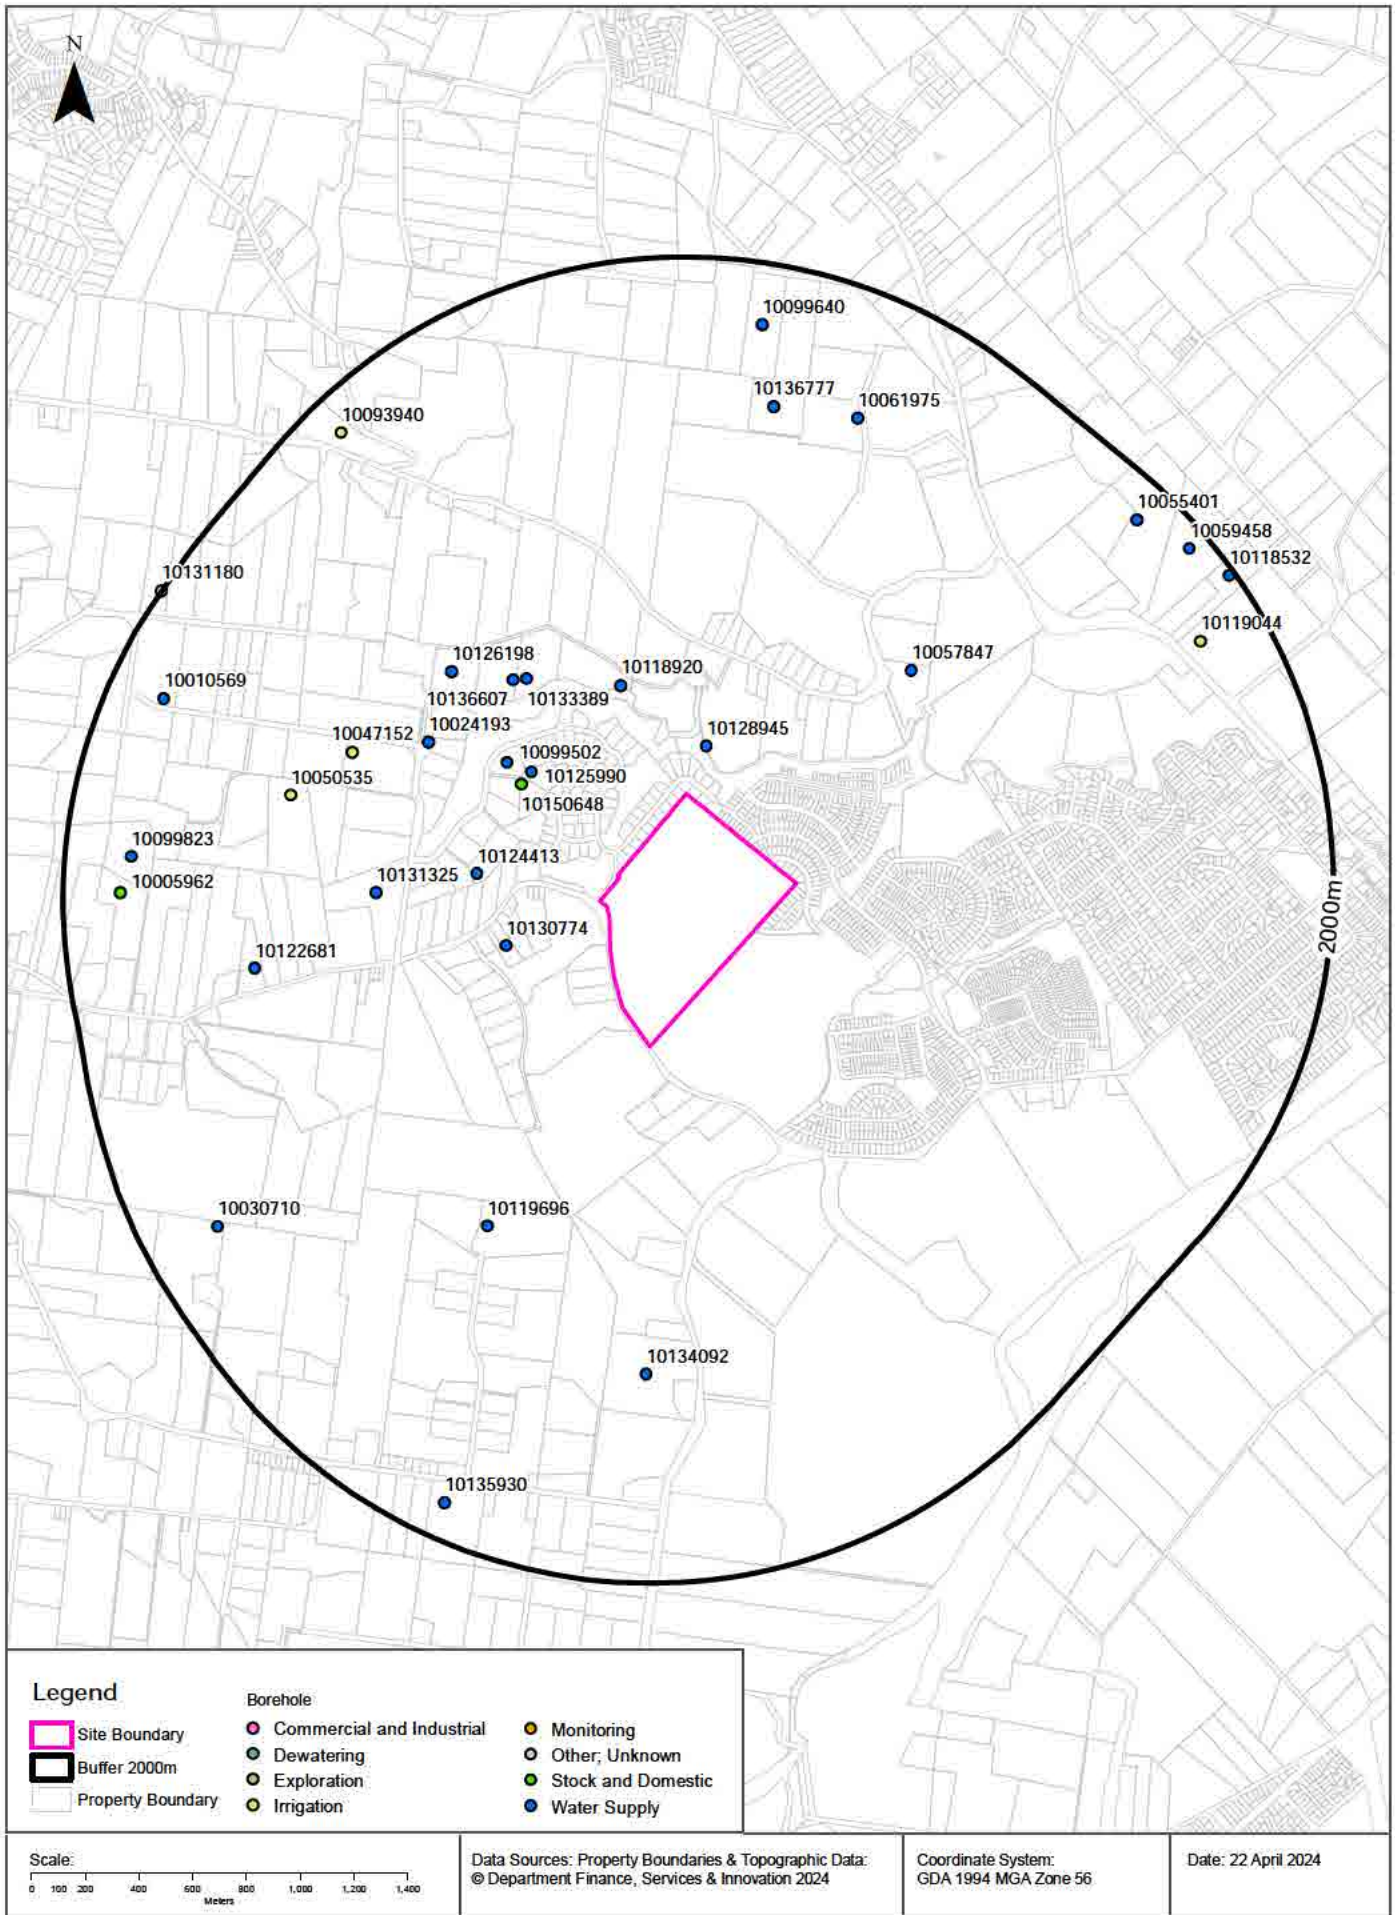 N
10099640
10136777
10061975
10093940
10055401
10059458
10118532
10131180
10119044
10126198
10057847
10118920
10010569
10136607
10133389
10024193
10047152
10128945
10099502
10125990
10050535
10150648
10099823
10124413
10131325
10005962
2000m
10130774
10122681
10030710
10119696
10134092
10135930
Legend
Site Boundary
Buffer 2000m
Property Boundary
Borehole
Commercial and Industrial
Dewatering
Exploration
Irrigation
Monitoring
Other; Unknown
Stock and Domestic
Water Supply
Scale:
0 100 200 400 600 800 1,000 1,200 1,400
Meters
Data Sources: Property Boundaries & Topographic Data:
© Department Finance, Services & Innovation 2024
Coordinate System:
GDA 1994 MGA Zone 56
Date: 22 April 2024